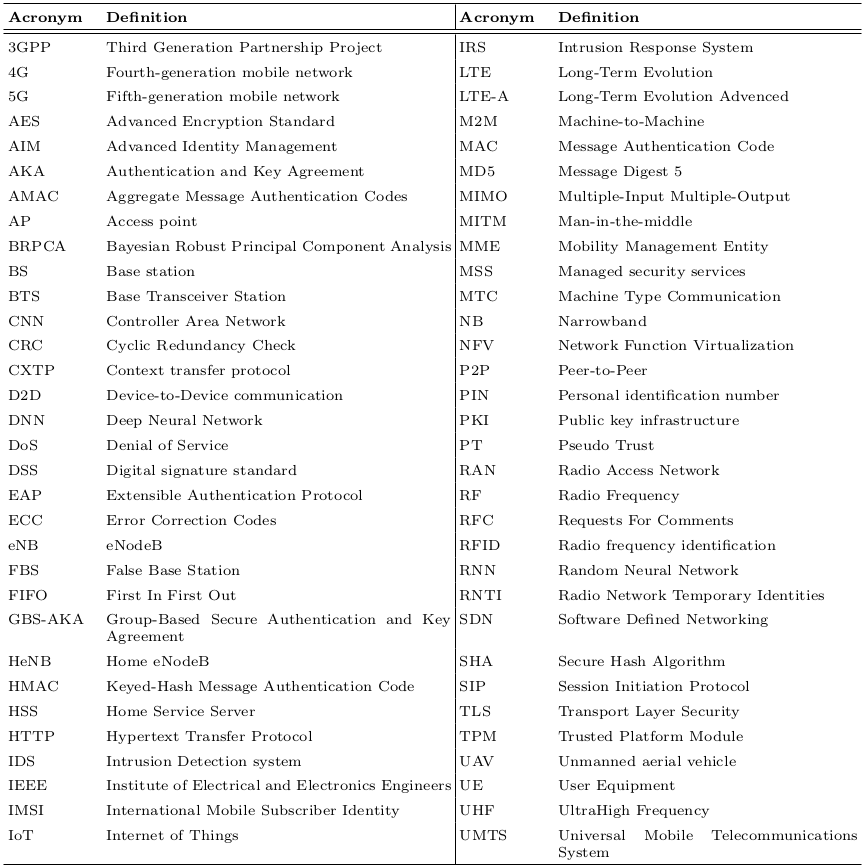 Acronym Definition Acronym Definition
3GPP Third Generation Partnership Project IRS Intrusion Response System
4G Fourth-generation mobile network LTE Long-Term Evolution
5G Fifth-generation mobile network LTE-A Long-Term Evolution Advenced
AES Advanced Encryption Standard M2M Machine-to-Machine
AIM Advanced Identity Management MAC Message Authentication Code
AKA Authentication and Key Agreement MD5 Message Digest 5
AMAC Aggregate Message Authentication Codes MIMO Multiple-Input Multiple-Output
AP Access point MITM Man-in-the-middle
BRPCA Bayesian Robust Principal Component Analysis MME Mobility Management Entity
BS Base station MSS Managed security services
BTS Base Transceiver Station MTC Machine Type Communication
CNN Controller Area Network NB Narrowband
CRC Cyclic Redundancy Check NFV Network Function Virtualization
CXTP Context transfer protocol P2P Peer-to-Peer
D2D Device-to-Device communication PIN Personal identification number
DNN Deep Neural Network PKI Public key infrastructure
DoS Denial of Service PT Pseudo Trust
DSS Digital signature standard RAN Radio Access Network
EAP Extensible Authentication Protocol RF Radio Frequency
ECC Error Correction Codes RFC Requests For Comments
eNB eNodeB RFID Radio frequency identification
FBS False Base Station RNN Random Neural Network
FIFO First In First Out RNTI Radio Network Temporary Identities
GBS-AKA Group-Based Secure Authentication and Key SDN Software Defined Networking
Agreement
HeNB Home eNodeB SHA Secure Hash Algorithm
HMAC Keyed-Hash Message Authentication Code SIP Session Initiation Protocol
HSS Home Service Server TLS Transport Layer Security
HTTP Hypertext Transfer Protocol TPM Trusted Platform Module
IDS Intrusion Detection system UAV Unmanned aerial vehicle
IEEE Institute of Electrical and Electronics Engineers UE User Equipment
IMSI International Mobile Subscriber Identity UHF UltraHigh Frequency
IoT Internet of Things UMTS Universal Mobile Telecommunications
System